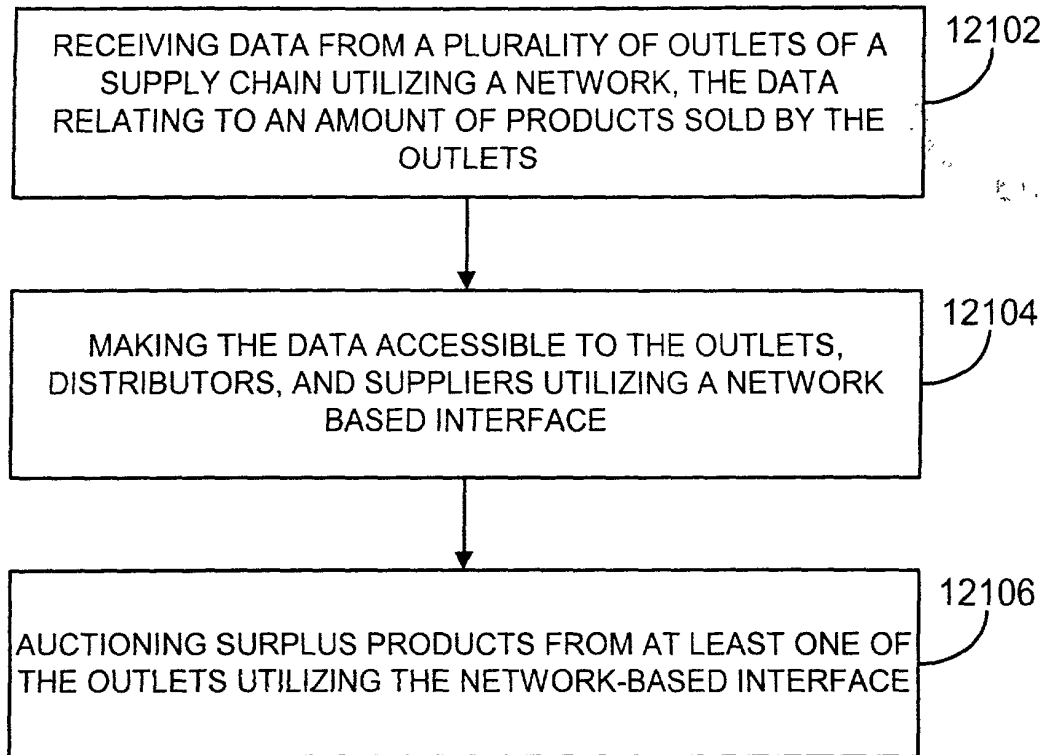 RECEIVING DATA FROM A PLURALITY OF OUTLETS OF A
SUPPLY CHAIN UTILIZING A NETWORK, THE DATA
RELATING TO AN AMOUNT OF PRODUCTS SOLD BY THE
OUTLETS
12102
MAKING THE DATA ACCESSIBLE TO THE OUTLETS,
DISTRIBUTORS, AND SUPPLIERS UTILIZING A NETWORK
BASED INTERFACE
12104
AUCTIONING SURPLUS PRODUCTS FROM AT LEAST ONE OF
THE OUTLETS UTILIZING THE NETWORK-BASED INTERFACE
12106